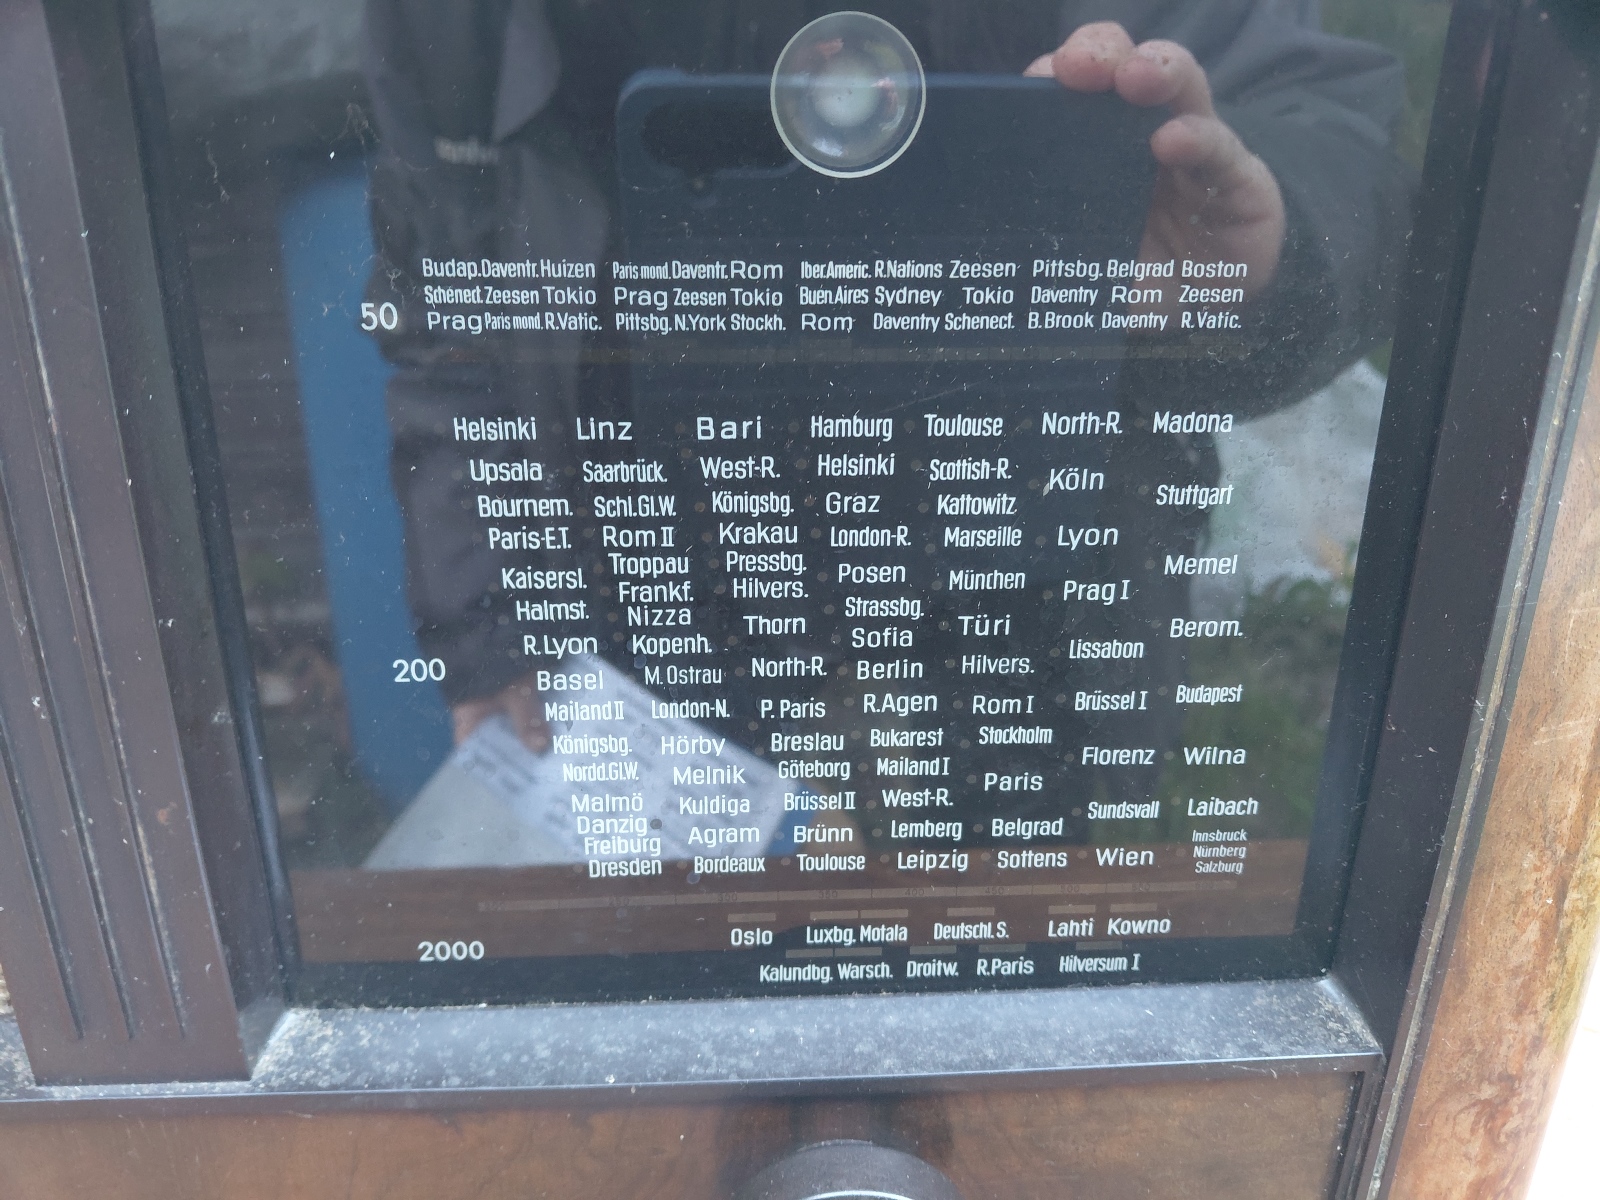 Budap. Daventr. Huizen Paris mond. Daventr. Rom Iber.Americ. R.Nations Zeesen Pittsbg. Belgrad Boston
Schenect. Zeesen Tokio Prag Zeesen Tokio Buen.Aires Sydney Tokio Daventry Rom Zeesen
50 Prag Paris mond. R.Vatic. Pittsbg. N.York Stockh. Rom Daventry Schenect. B.Brook Daventry R.Vatic.
Helsinki Linz Bari Hamburg Toulouse North-R. Madona
Upsala Saarbrück. West-R. Helsinki Scottish-R. Köln
Bournem. Schl.Gl.W. Königsbg. Graz Kattowitz Stuttgart
Paris-E.T. Rom II Krakau London-R. Marseille Lyon
Troppau Pressbg. Memel
Kaisersl. Frankf. Hilvers. Posen München Prag I
Halmst. Nizza Strassbg.
Thorn Türi Berom.
R.Lyon Kopenh. Sofia Lissabon
200 Basel M. Ostrau North-R. Berlin Hilvers.
Mailand II London-N. P. Paris R.Agen Rom I Brüssel I Budapest
Königsbg. Hörby Breslau Bukarest Stockholm
Nordd.Gl.W. Melnik Göteborg Mailand I Florenz Wilna
Malmö Kuldiga Brüssel II West-R. Paris Sundsvall Laibach
Danzig Agram Brünn Lemberg Belgrad Innsbruck
Freiburg Nürnberg
Dresden Bordeaux Toulouse Leipzig Sottens Wien Salzburg
350 400 450 500
Oslo Luxbg. Motala Deutschl. S. Lahti Kowno
2000
Kalundbg. Warsch. Droitw. R.Paris Hilversum I